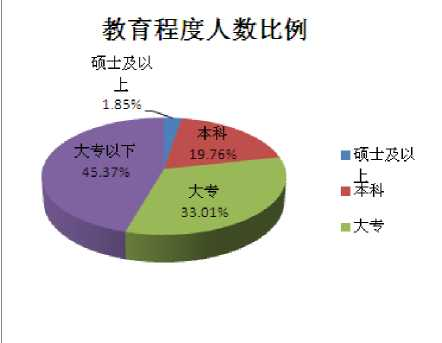 教育程度人数比例
硕士及以
上
1.85%
本科
19.76%
大专以下
45.37%
大专
33.01%
硕士及以
上
本科
大专